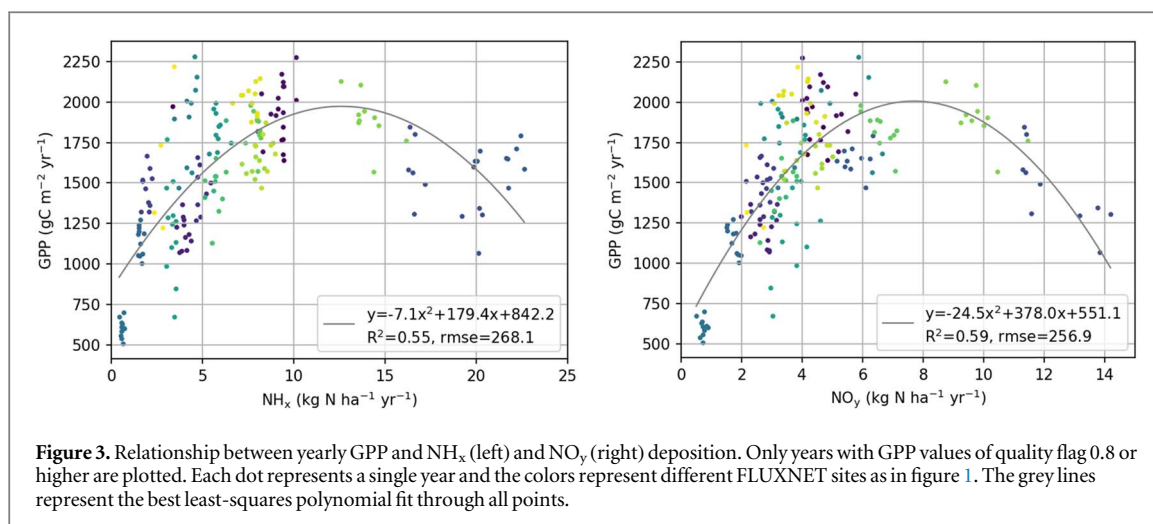 2250
2000
1750
1500
1250
1000
750
500
GPP (gC m⁻² yr⁻¹)
y=-7.1x²+179.4x+842.2
R²=0.55, rmse=268.1
0 5 10 15 20 25
NHₓ (kg N ha⁻¹ yr⁻¹)
2250
2000
1750
1500
1250
1000
750
500
GPP (gC m⁻² yr⁻¹)
y=-24.5x²+378.0x+551.1
R²=0.59, rmse=256.9
0 2 4 6 8 10 12 14
NOᵧ (kg N ha⁻¹ yr⁻¹)
Figure 3. Relationship between yearly GPP and NHₓ (left) and NOᵧ (right) deposition. Only years with GPP values of quality flag 0.8 or
higher are plotted. Each dot represents a single year and the colors represent different FLUXNET sites as in figure 1. The grey lines
represent the best least-squares polynomial fit through all points.